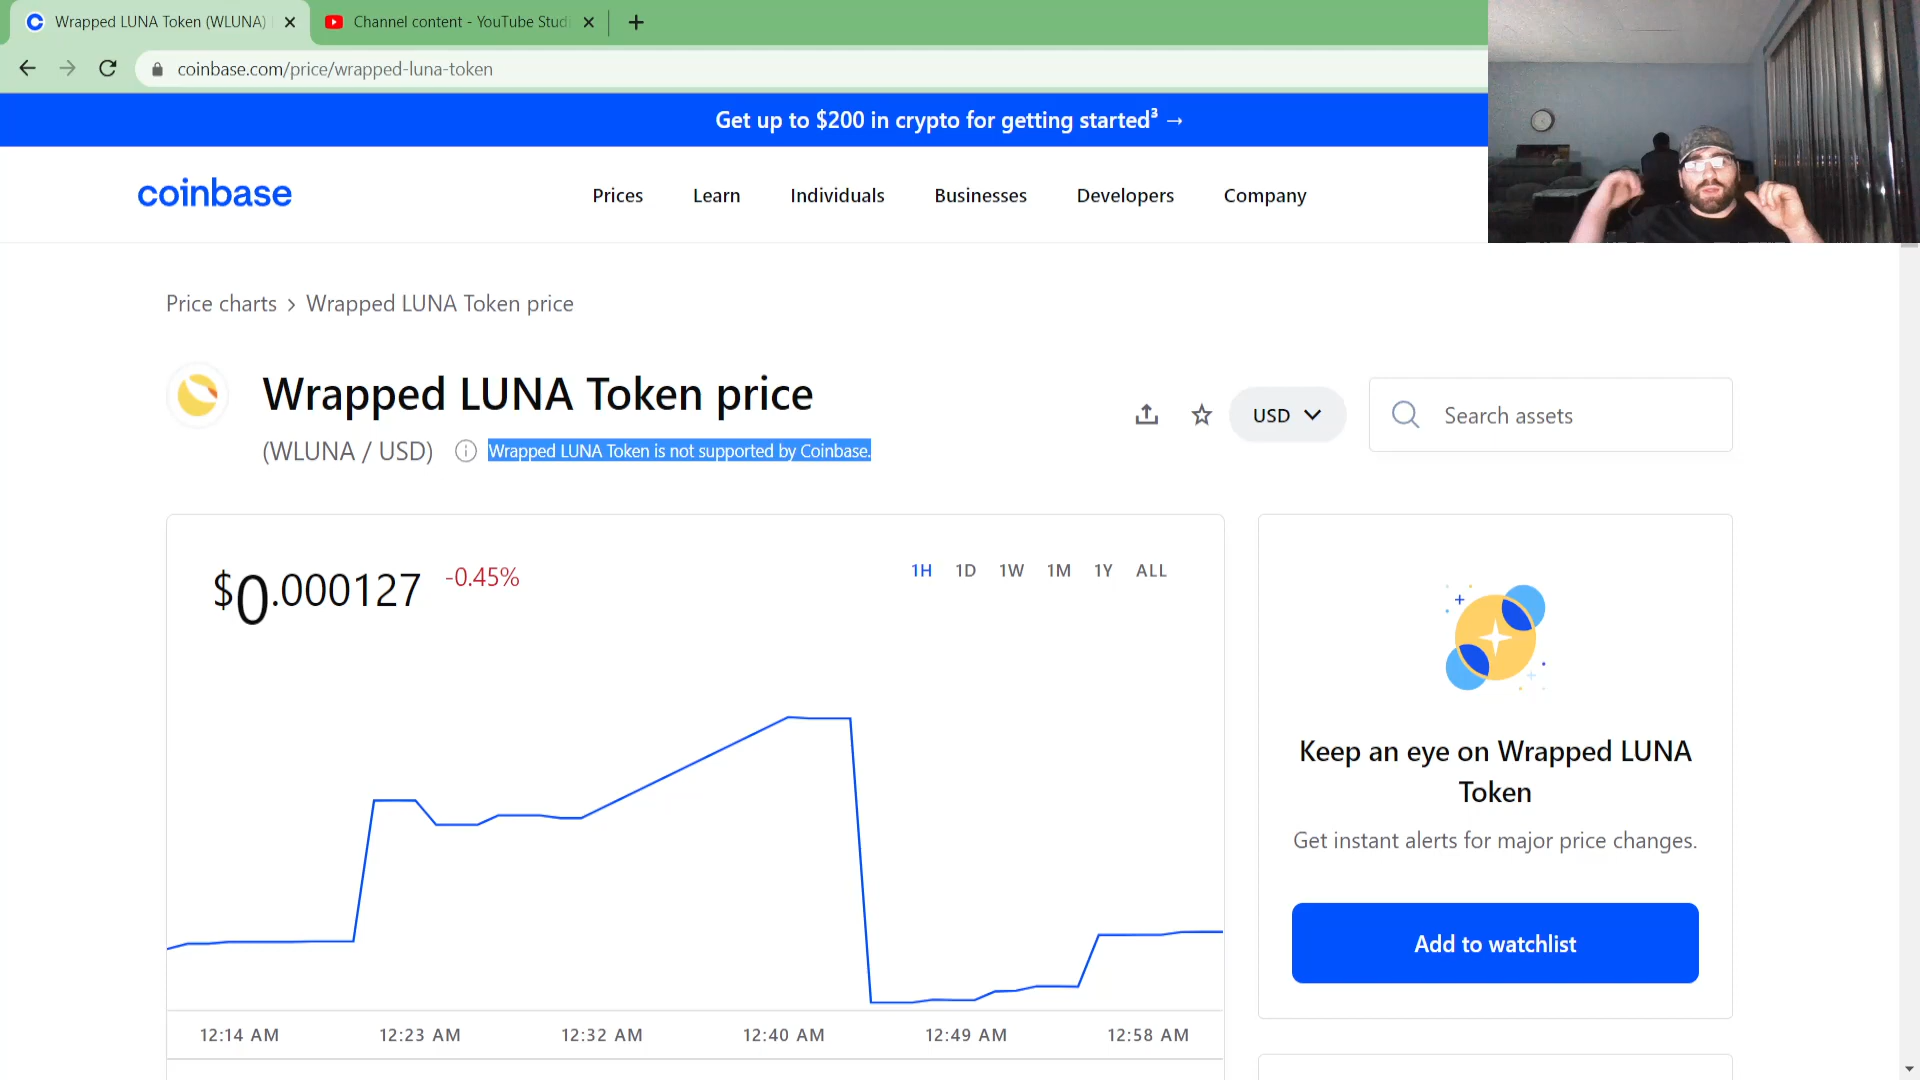 Wrapped LUNA Token (WLUNA)
Channel content - YouTube Studi
coinbase.com/price/wrapped-luna-token
Get up to $200 in crypto for getting started³ →
coinbase
Prices
Learn
Individuals
Businesses
Developers
Company
Price charts > Wrapped LUNA Token price
Wrapped LUNA Token price
(WLUNA / USD)
Wrapped LUNA Token is not supported by Coinbase.
USD
Search assets
$0.000127
-0.45%
1H
1D
1W
1M
1Y
ALL
Keep an eye on Wrapped LUNA
Token
Get instant alerts for major price changes.
Add to watchlist
12:14 AM
12:23 AM
12:32 AM
12:40 AM
12:49 AM
12:58 AM